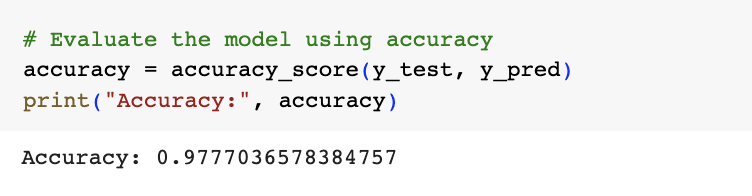 # Evaluate the model using accuracy
accuracy = accuracy_score(y_test, y_pred)
print("Accuracy:", accuracy)
Accuracy: 0.9777036578384757